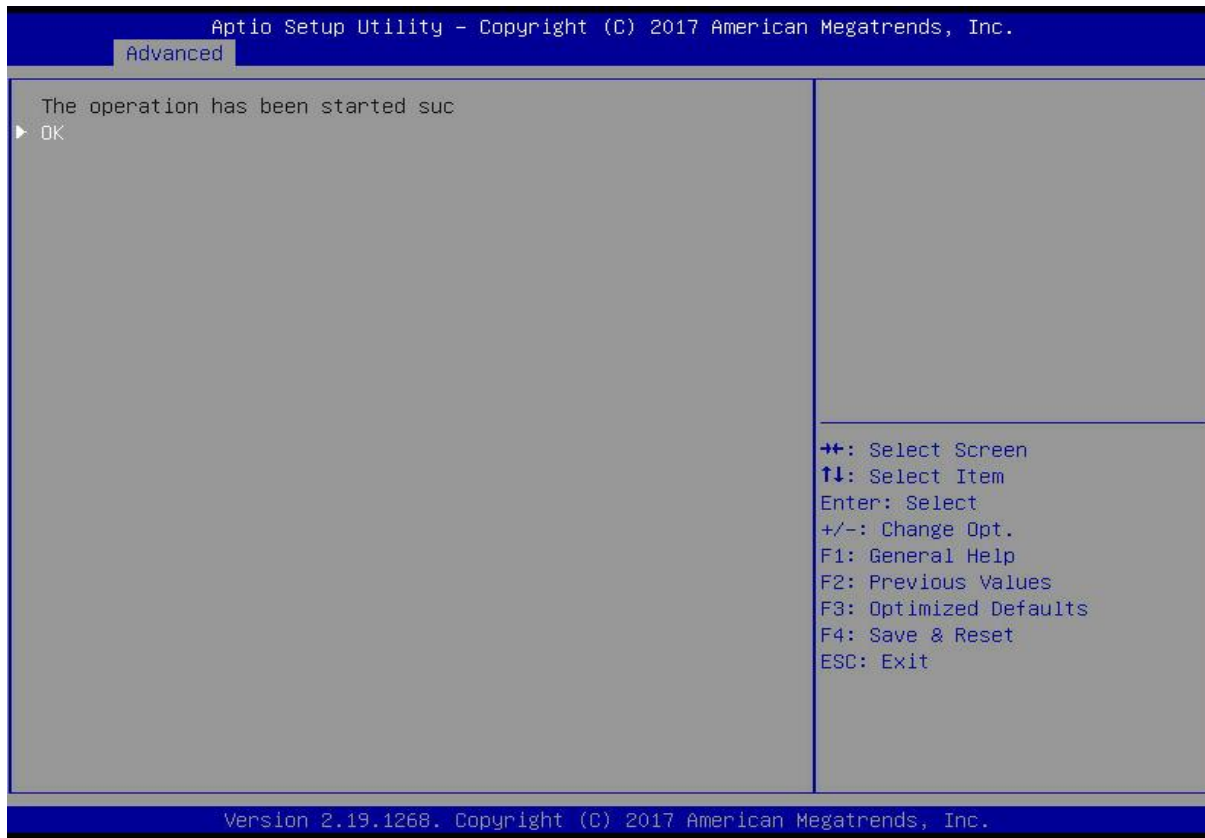 Aptio Setup Utility – Copyright (C) 2017 American Megatrends, Inc.
Advanced
The operation has been started suc
▶ OK
→←: Select Screen
↑↓: Select Item
Enter: Select
+/-: Change Opt.
F1: General Help
F2: Previous Values
F3: Optimized Defaults
F4: Save & Reset
ESC: Exit
Version 2.19.1268. Copyright (C) 2017 American Megatrends, Inc.